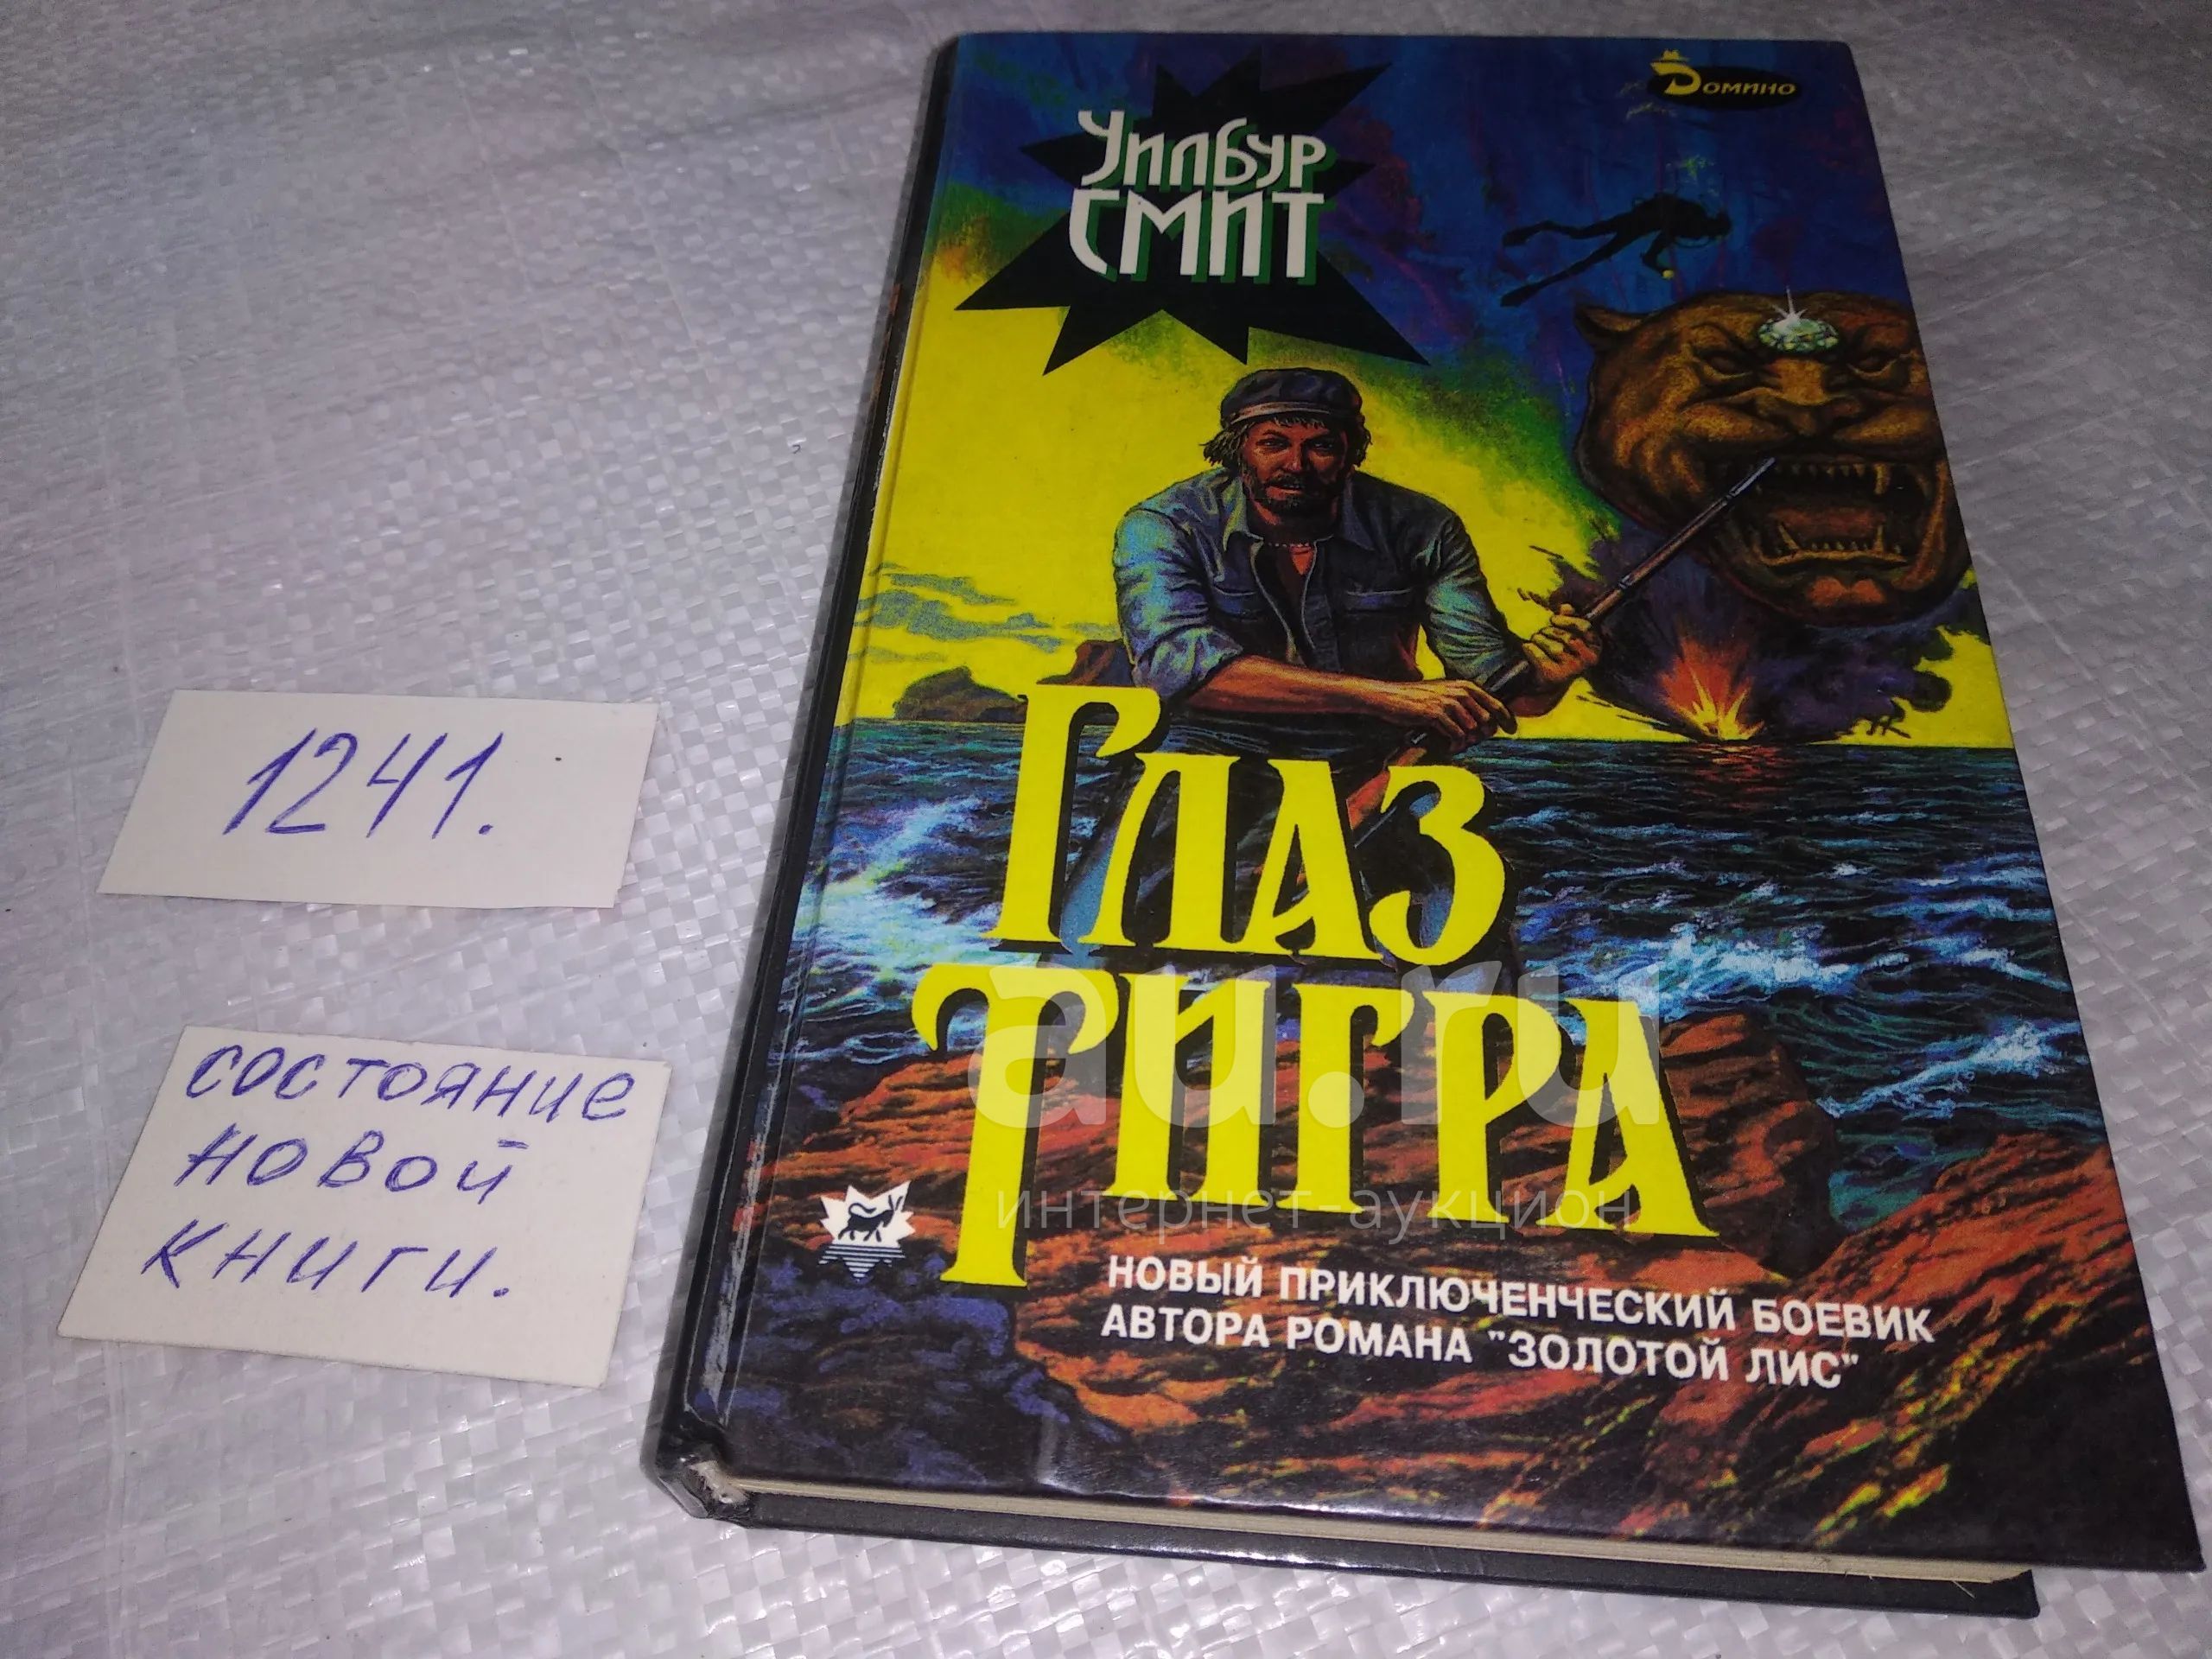 Домино
Уилбур
Смит
1241.
Глаз
Тигра
au.ru
интернет-аукцион
состояние
новой
книги.
НОВЫЙ ПРИКЛЮЧЕНЧЕСКИЙ БОЕВИК
АВТОРА РОМАНА "ЗОЛОТОЙ ЛИС"